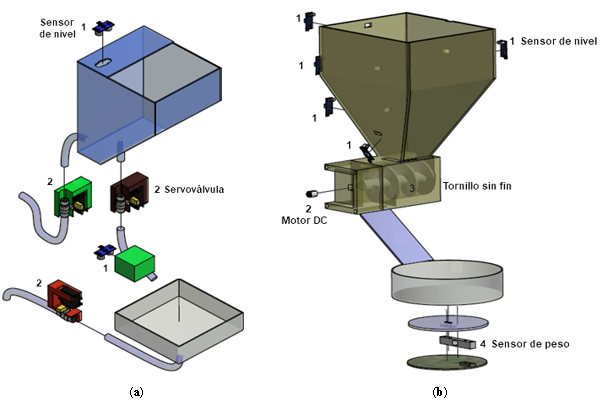 Sensor
de nivel
1
2
2 Servoválvula
1
2
(a)
1
1 Sensor de nivel
1
1
1
3
Tornillo sin fin
2
Motor DC
4 Sensor de peso
(b)